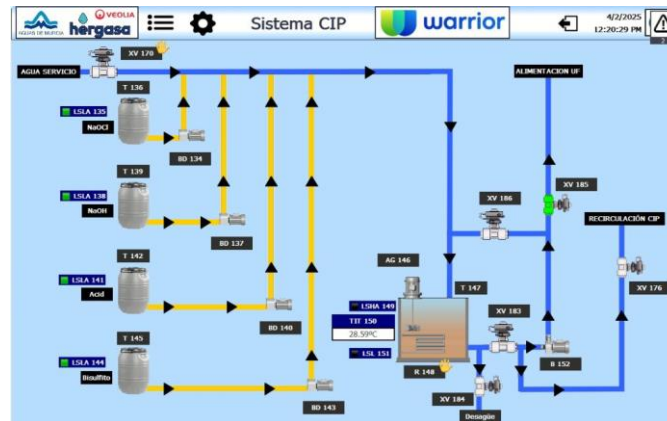 AGUAS DE MURCIA
hergasa
VEOLIA
Sistema CIP
warrior
4/2/2025
12:20:29 PM
XV 170
AGUA SERVICIO
ALIMENTACION UF
T 136
LSLA 135
NaOCl
BD 134
XV 185
T 139
XV 186
LSLA 138
NaOH
RECIRCULACIÓN CIP
BD 137
T 142
AG 146
LSLA 141
T 147
XV 176
Acid
LSHA 149
XV 183
BD 140
TIT 150
T 145
28.59ºC
LSL 151
B 152
LSLA 144
R 148
Bisulfito
XV 184
BD 143
Desagüe